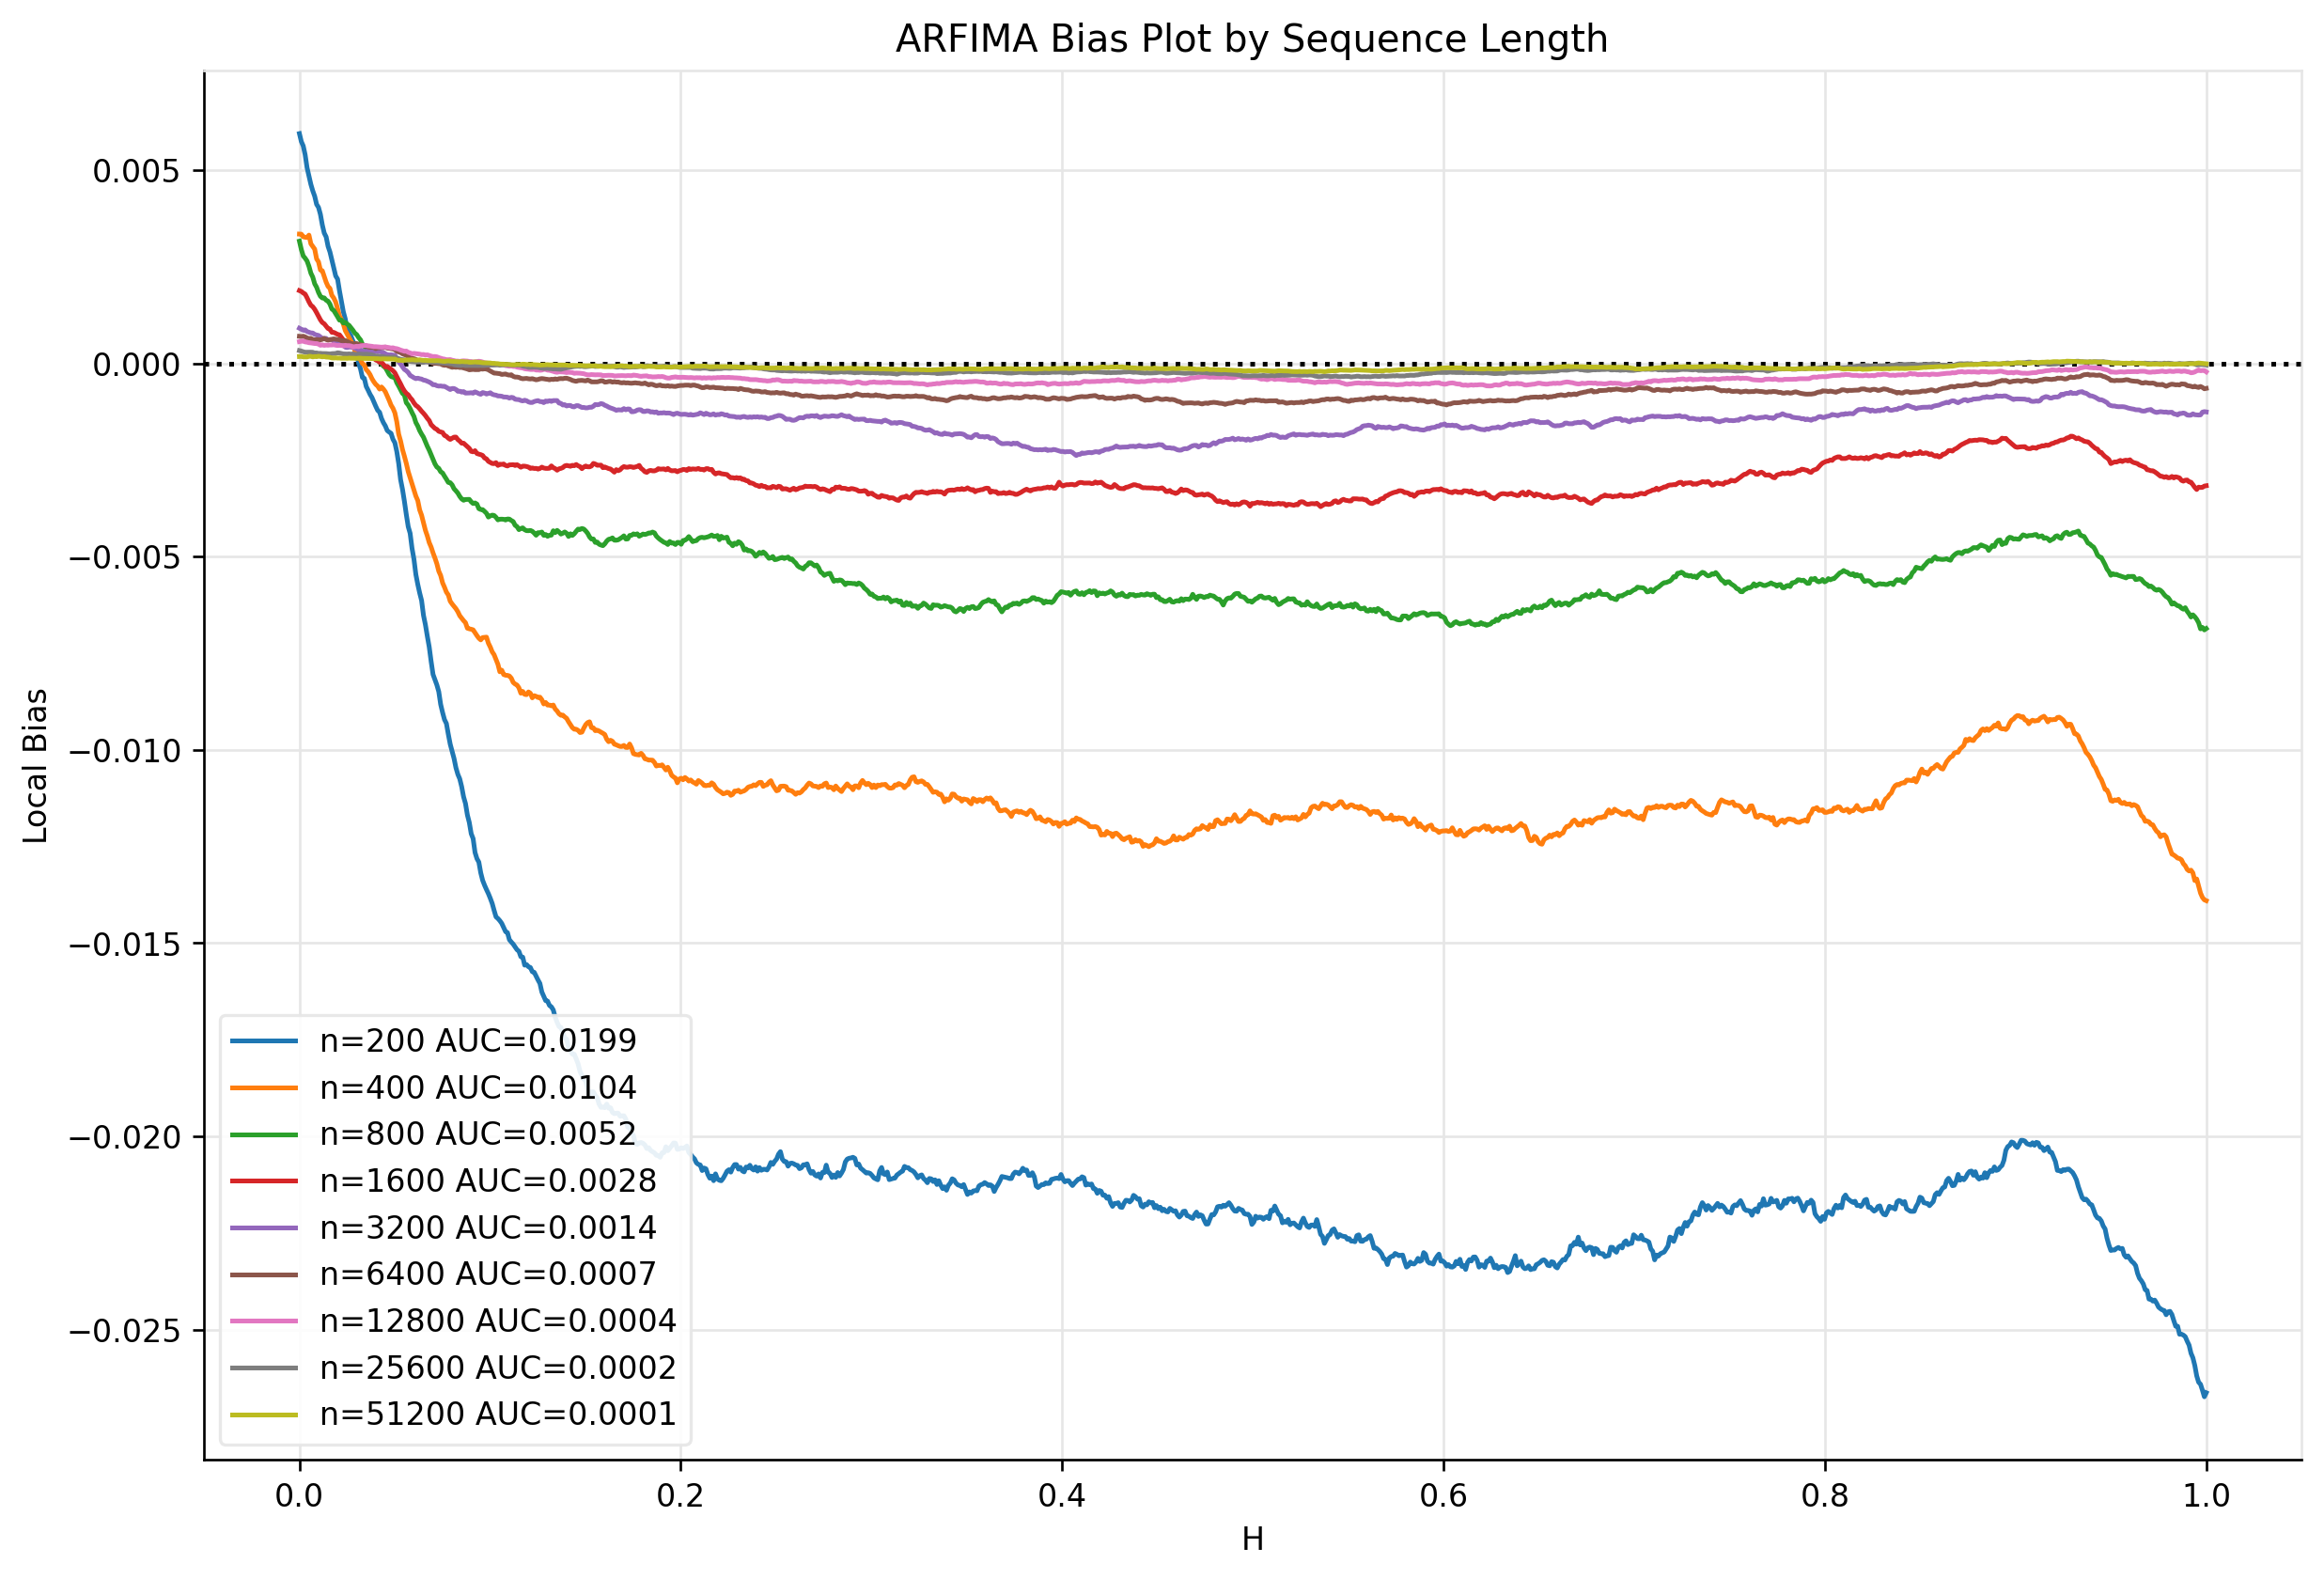 ARFIMA Bias Plot by Sequence Length
Local Bias
0.005
0.000
−0.005
−0.010
−0.015
−0.020
−0.025
n=200 AUC=0.0199
n=400 AUC=0.0104
n=800 AUC=0.0052
n=1600 AUC=0.0028
n=3200 AUC=0.0014
n=6400 AUC=0.0007
n=12800 AUC=0.0004
n=25600 AUC=0.0002
n=51200 AUC=0.0001
0.0 0.2 0.4 0.6 0.8 1.0
H